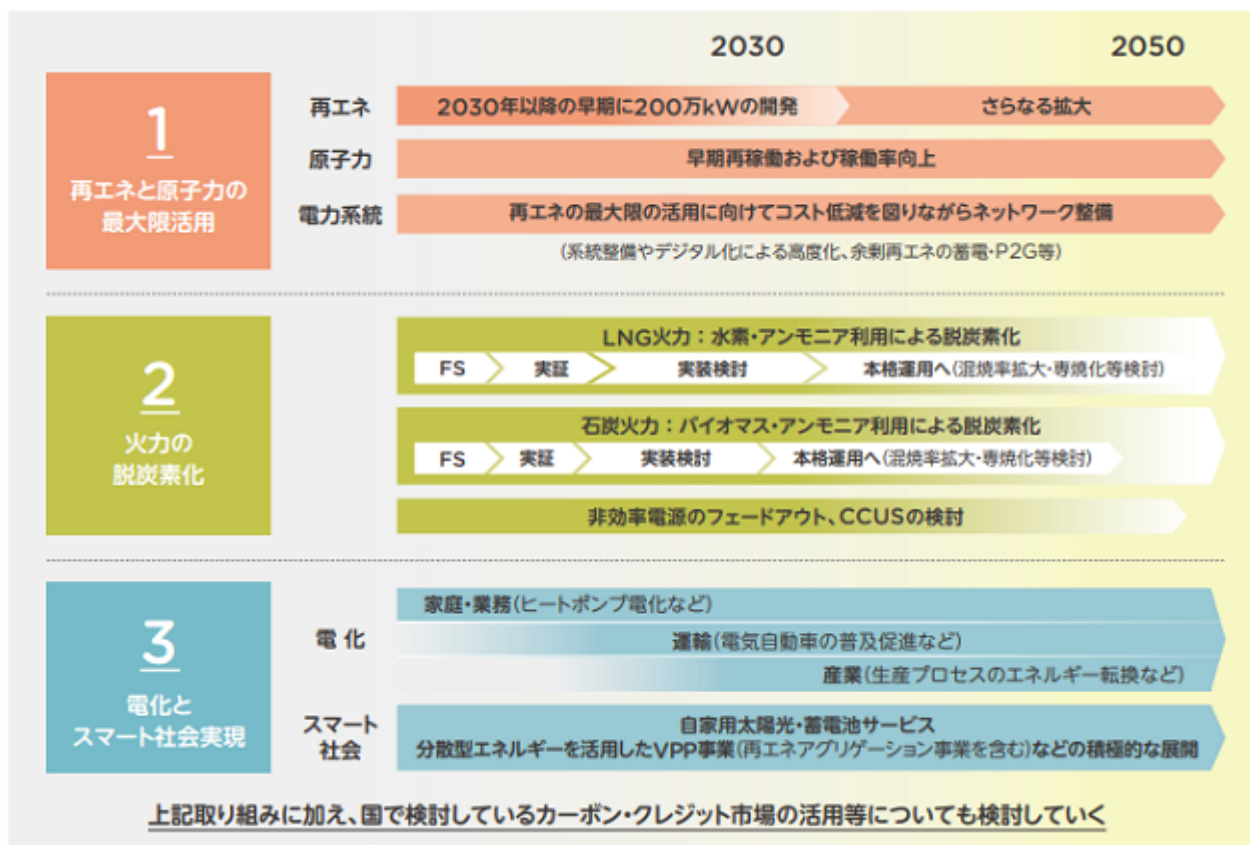 2030
2050
1
再エネと原子力の
最大限活用
再エネ
2030年以降の早期に200万kWの開発
さらなる拡大
原子力
早期再稼働および稼働率向上
電力系統
再エネの最大限の活用に向けてコスト低減を図りながらネットワーク整備
(系統整備やデジタル化による高度化、余剰再エネの蓄電・P2G等)
2
火力の
脱炭素化
LNG火力：水素・アンモニア利用による脱炭素化
FS
実証
実装検討
本格運用へ(混焼率拡大・専焼化等検討)
石炭火力：バイオマス・アンモニア利用による脱炭素化
FS
実証
実装検討
本格運用へ(混焼率拡大・専焼化等検討)
非効率電源のフェードアウト、CCUSの検討
3
電化と
スマート社会実現
電 化
家庭・業務(ヒートポンプ電化など)
運輸(電気自動車の普及促進など)
産業(生産プロセスのエネルギー転換など)
スマート
社会
自家用太陽光・蓄電池サービス
分散型エネルギーを活用したVPP事業(再エネアグリゲーション事業を含む)などの積極的な展開
上記取り組みに加え、国で検討しているカーボン・クレジット市場の活用等についても検討していく